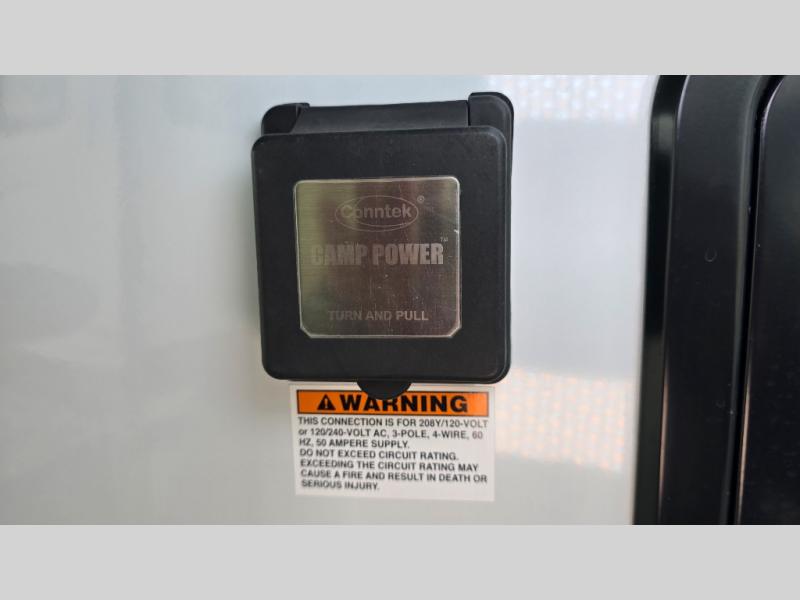 Conntek®
CAMP POWER™
TURN AND PULL
WARNING
THIS CONNECTION IS FOR 208Y/120-VOLT
or 120/240-VOLT AC, 3-POLE, 4-WIRE, 60
HZ, 50 AMPERE SUPPLY.
DO NOT EXCEED CIRCUIT RATING.
EXCEEDING THE CIRCUIT RATING MAY
CAUSE A FIRE AND RESULT IN DEATH OR
SERIOUS INJURY.